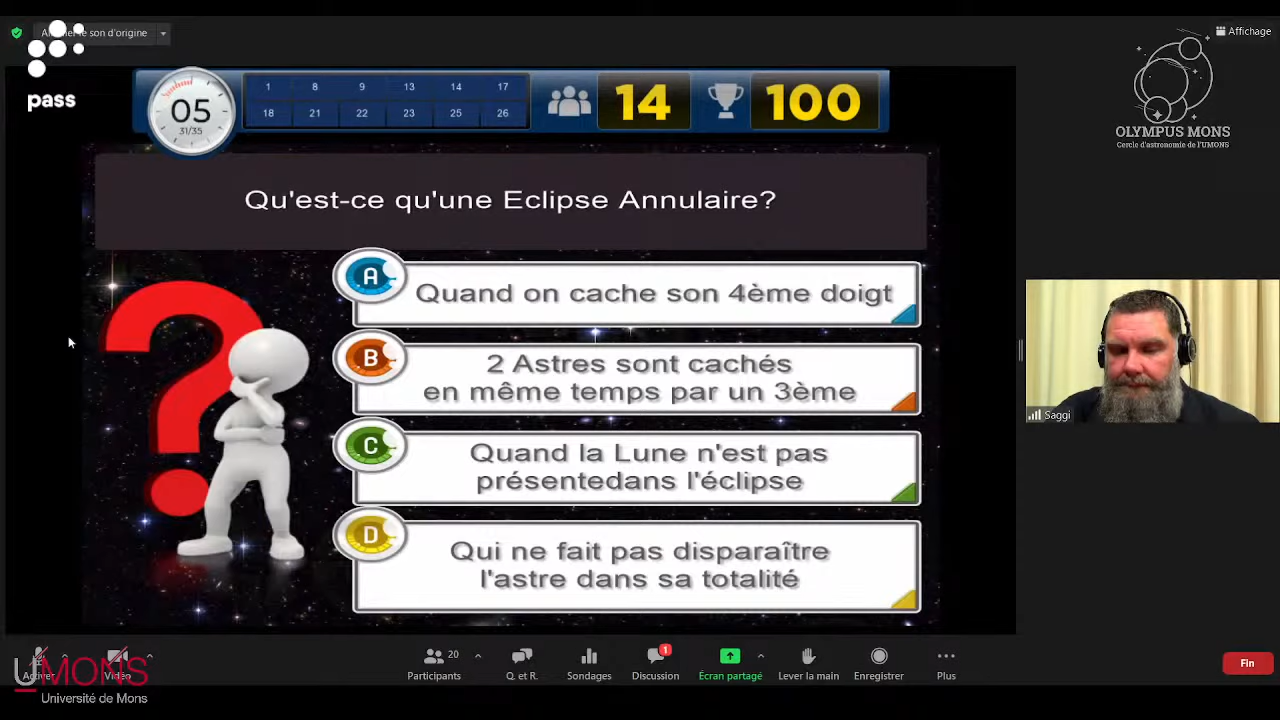 Affichage
pass
05
31/35
1 8 9 13 14 17
18 21 22 23 25 26
14
100
OLYMPUS MONS
Cercle d'astronomie de l'UMONS
Qu'est-ce qu'une Eclipse Annulaire?
A
Quand on cache son 4ème doigt
B
2 Astres sont cachés
en même temps par un 3ème
C
Quand la Lune n'est pas
présentedans l'éclipse
D
Qui ne fait pas disparaître
l'astre dans sa totalité
Saggi
le son d'origine
20
1
Participants
Q. et R.
Sondages
Discussion
Écran partagé
Lever la main
Enregistrer
Plus
Fin
UMONS
Université de Mons